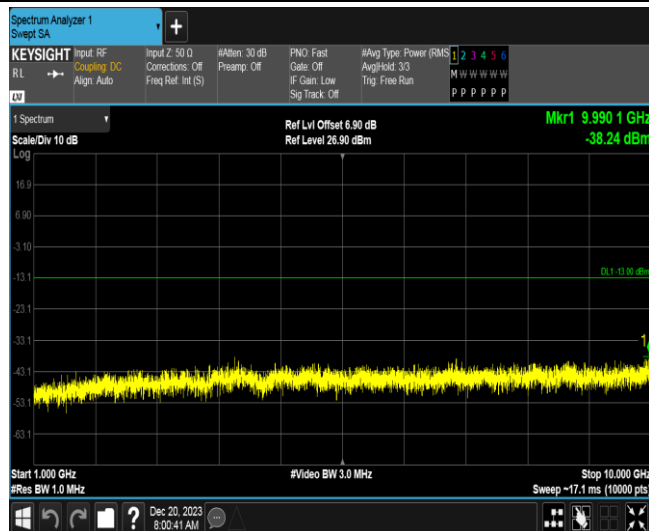 Spectrum Analyzer 1
Swept SA
+
KEYSIGHT
RL
Input: RF
Coupling: DC
Align: Auto
Input Z: 50 Ω
Corrections: Off
Freq Ref: Int (S)
#Atten: 30 dB
Preamp: Off
PNO: Fast
Gate: Off
IF Gain: Low
Sig Track: Off
#Avg Type: Power (RMS
Avg|Hold: 3/3
Trig: Free Run
1 2 3 4 5 6
M W W W W W
P P P P P P
1 Spectrum
Scale/Div 10 dB
Log
Ref Lvl Offset 6.90 dB
Ref Level 26.90 dBm
Mkr1 9.990 1 GHz
-38.24 dBm
16.9
6.90
-3.10
-13.1
DL1 -13.00 dBm
-23.1
-33.1
1
-43.1
-53.1
-63.1
Start 1.000 GHz
#Res BW 1.0 MHz
#Video BW 3.0 MHz
Stop 10.000 GHz
Sweep ~17.1 ms (10000 pts)
?
Dec 20, 2023
8:00:41 AM